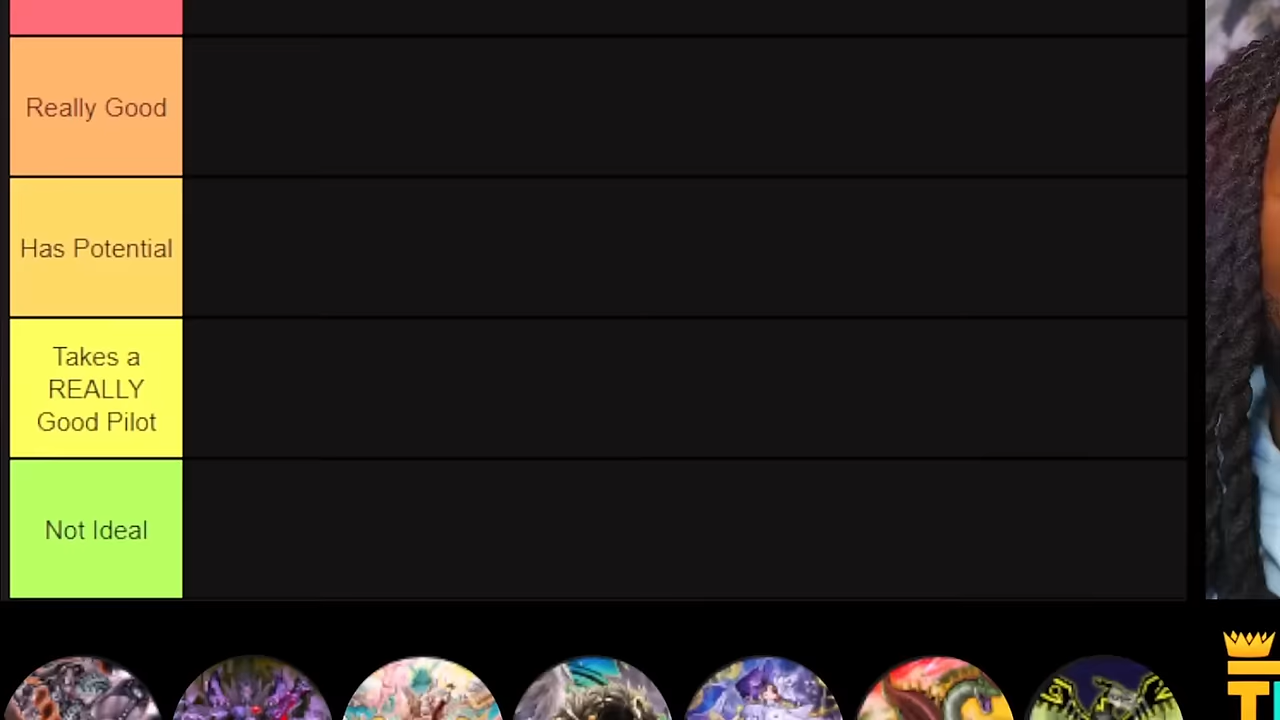 Really Good
Has Potential
Takes a
REALLY
Good Pilot
Not Ideal